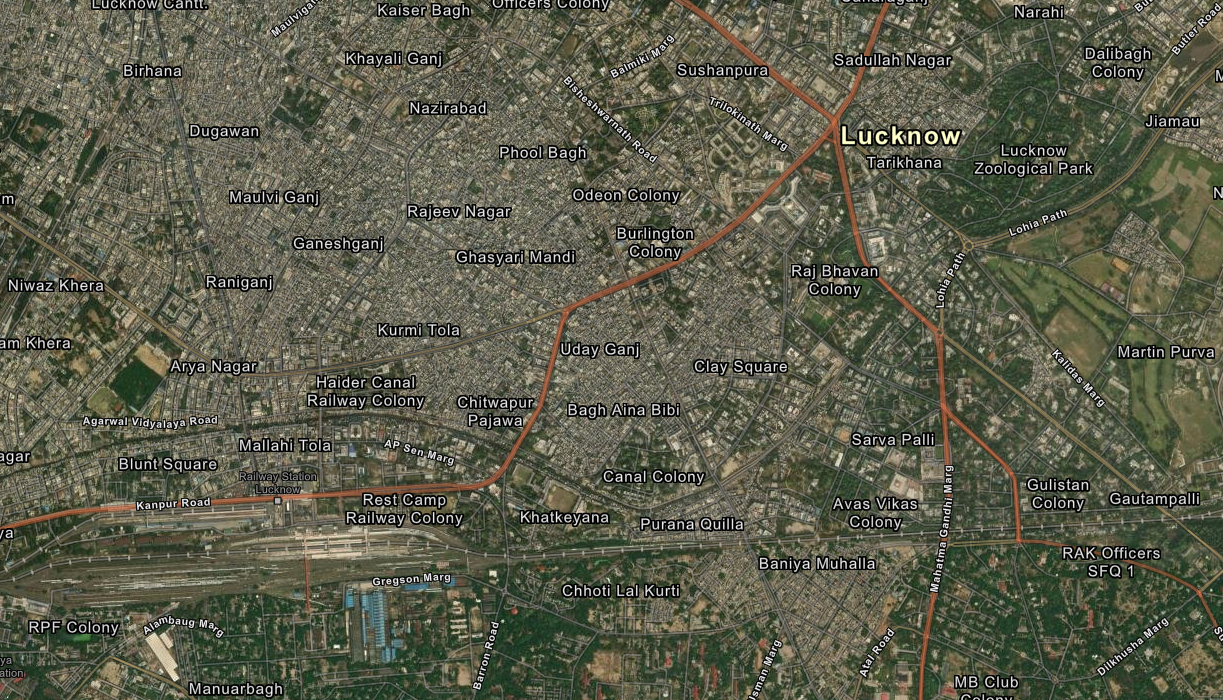 Lucknow Cantt.
Kaiser Bagh
Officers Colony
Narahi
Butler Road
Birhana
Khayali Ganj
Balmiki Marg
Sushanpura
Sadullah Nagar
Dalibagh
Colony
Dugawan
Nazirabad
Bisheshwarnath Road
Trilokinath Marg
Lucknow
Jiamau
Phool Bagh
Tarikhana
Lucknow
Zoological Park
Maulvi Ganj
Rajeev Nagar
Odeon Colony
Lohia Path
Ganeshganj
Ghasyari Mandi
Burlington
Colony
Raj Bhavan
Colony
Lohia Path
Niwaz Khera
Raniganj
Kurmi Tola
Uday Ganj
Clay Square
Kalidas Marg
Martin Purva
am Khera
Arya Nagar
Haider Canal
Railway Colony
Chitwapur
Pajawa
Bagh Aina Bibi
Agarwal Vidyalaya Road
Mallahi Tola
AP Sen Marg
Sarva Palli
agar
Blunt Square
Railway Station
Lucknow
Canal Colony
Kanpur Road
Rest Camp
Railway Colony
Khatkeyana
Purana Quilla
Avas Vikas
Colony
Mahatma Gandhi Marg
Gulistan
Colony
Gautampalli
ya
Baniya Muhalla
RAK Officers
SFQ 1
Gregson Marg
Chhoti Lal Kurti
RPF Colony
Alambaug Marg
Barron Road
Atal Road
Dilkhusha Marg
Manuarbagh
MB Club
Colony